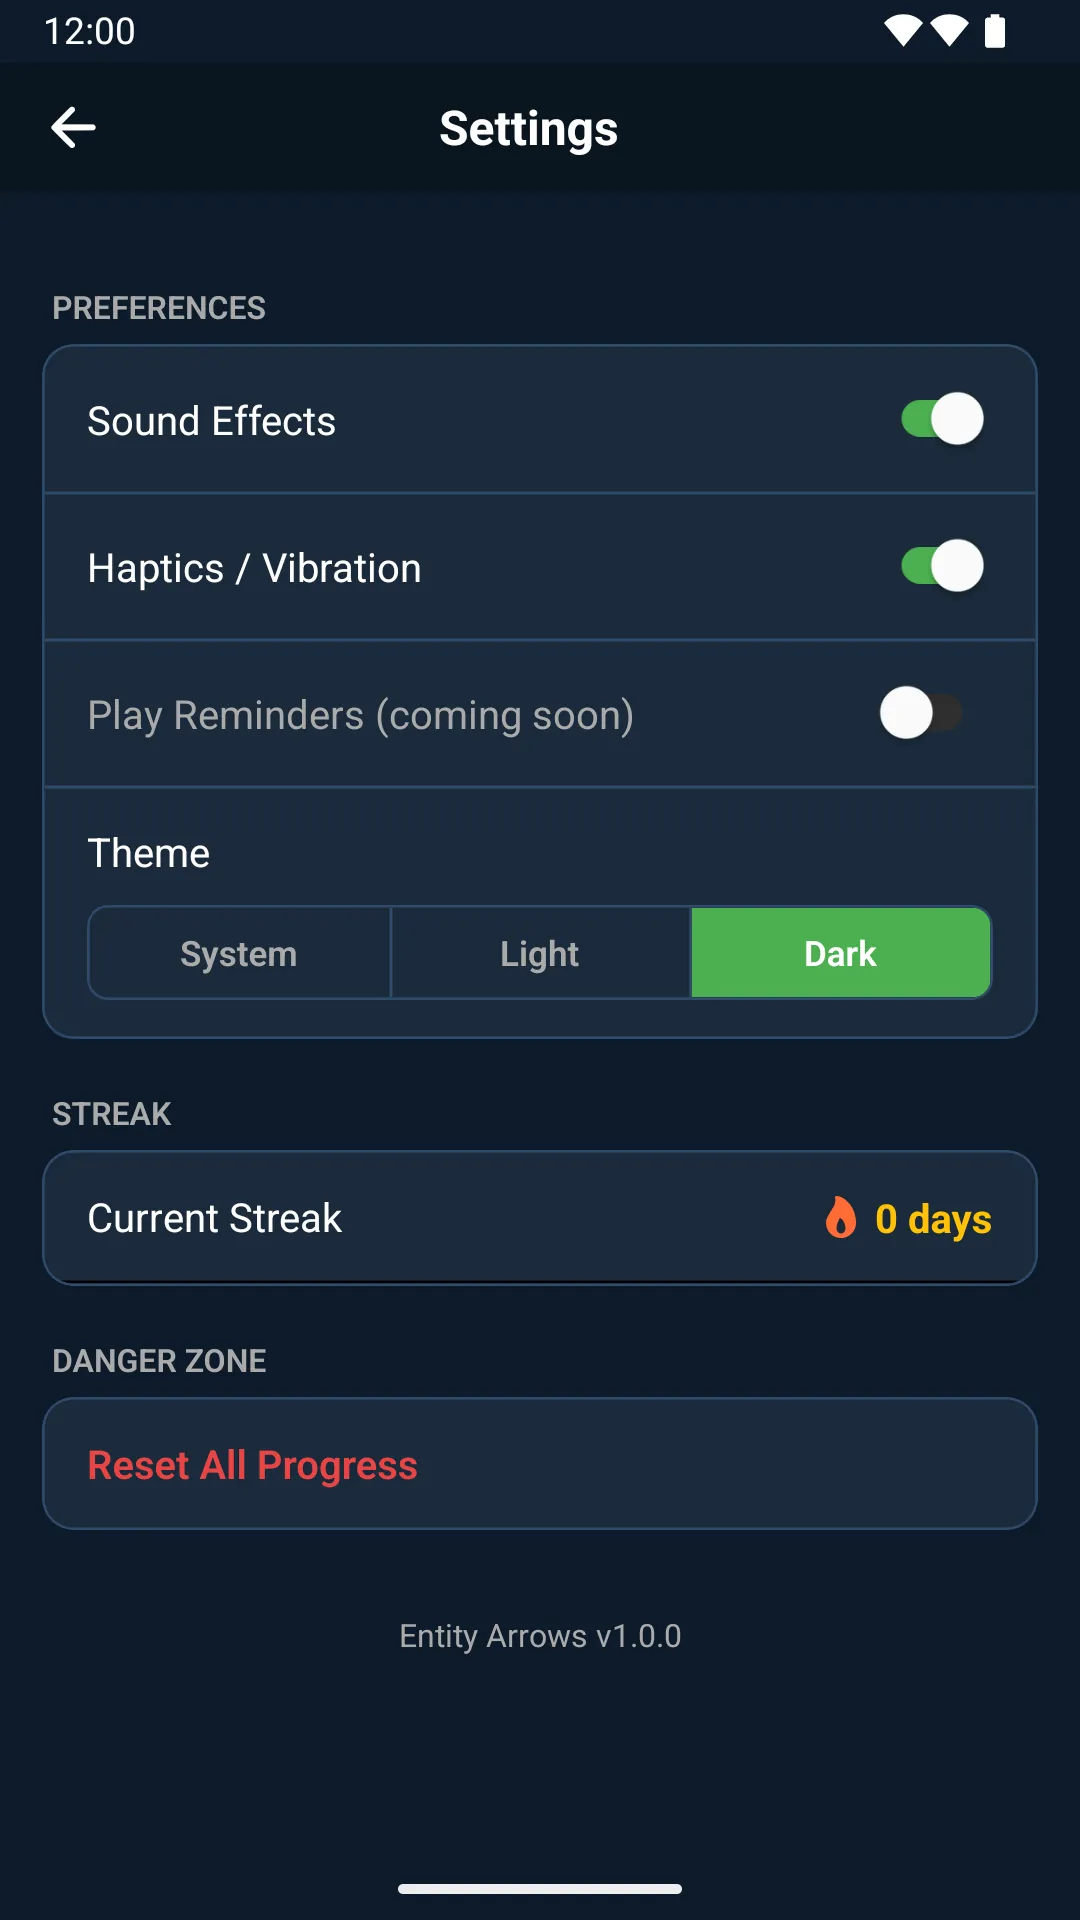 12:00
Settings
PREFERENCES
Sound Effects
Haptics / Vibration
Play Reminders (coming soon)
Theme
System Light Dark
STREAK
Current Streak 0 days
DANGER ZONE
Reset All Progress
Entity Arrows v1.0.0